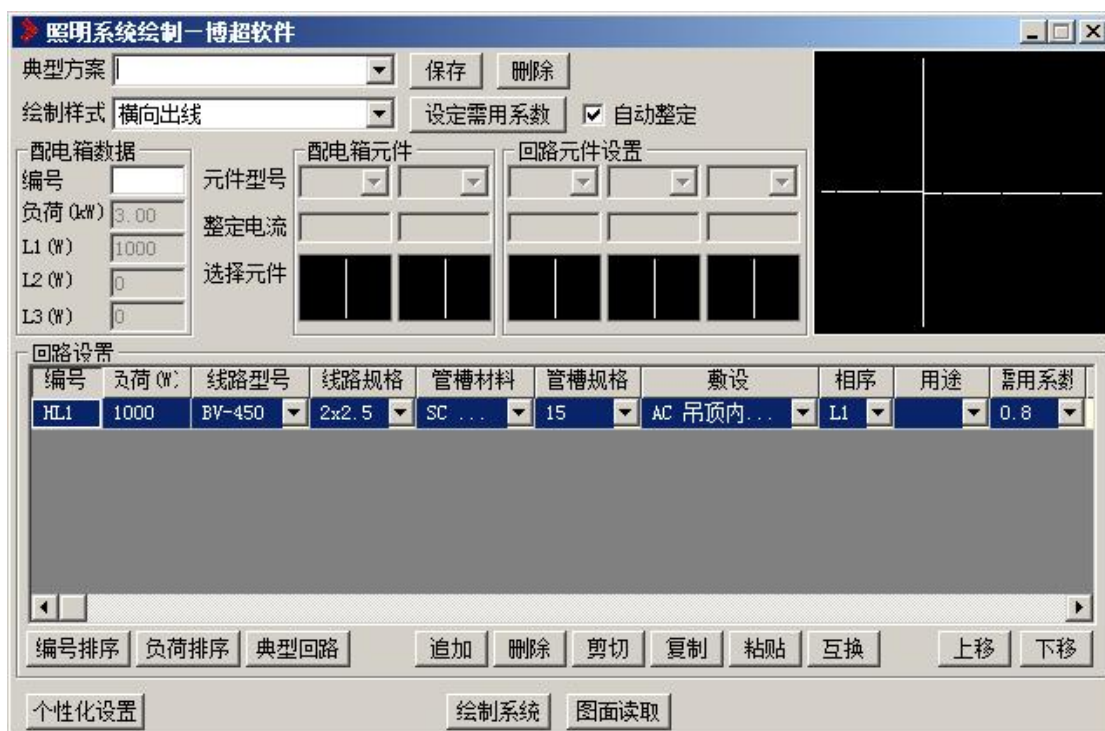 照明系统绘制—博超软件
典型方案 保存 删除
绘制样式 横向出线 设定需用系数 自动整定
配电箱数据 配电箱元件 回路元件设置
编号 元件型号
负荷(kW) 3.00
整定电流
L1(W) 1000
选择元件
L2(W) 0
L3(W) 0
回路设置
编号 负荷(W) 线路型号 线路规格 管槽材料 管槽规格 敷设 相序 用途 需用系数
HL1 1000 BV-450 2x2.5 SC ... 15 AC 吊顶内... L1 0.8
编号排序 负荷排序 典型回路 追加 删除 剪切 复制 粘贴 互换 上移 下移
个性化设置 绘制系统 图面读取